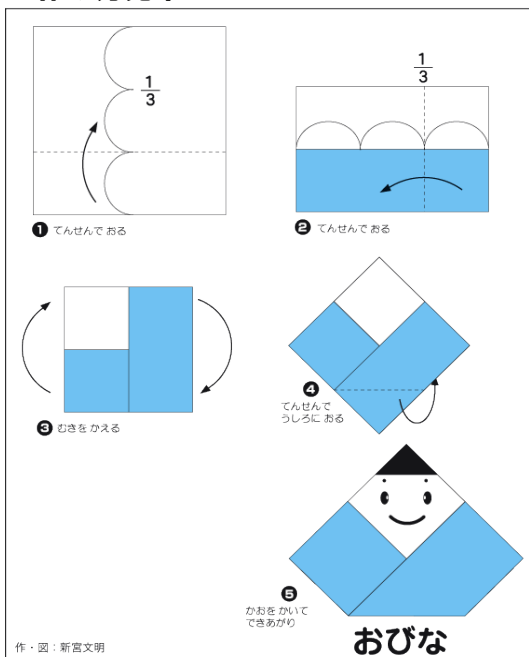 1
3
❶ てんせんで おる
1
3
❷ てんせんで おる
❸ むきを かえる
❹
てんせんで
うしろに おる
❺
かおを かいて
できあがり
おびな
作・図：新宮文明